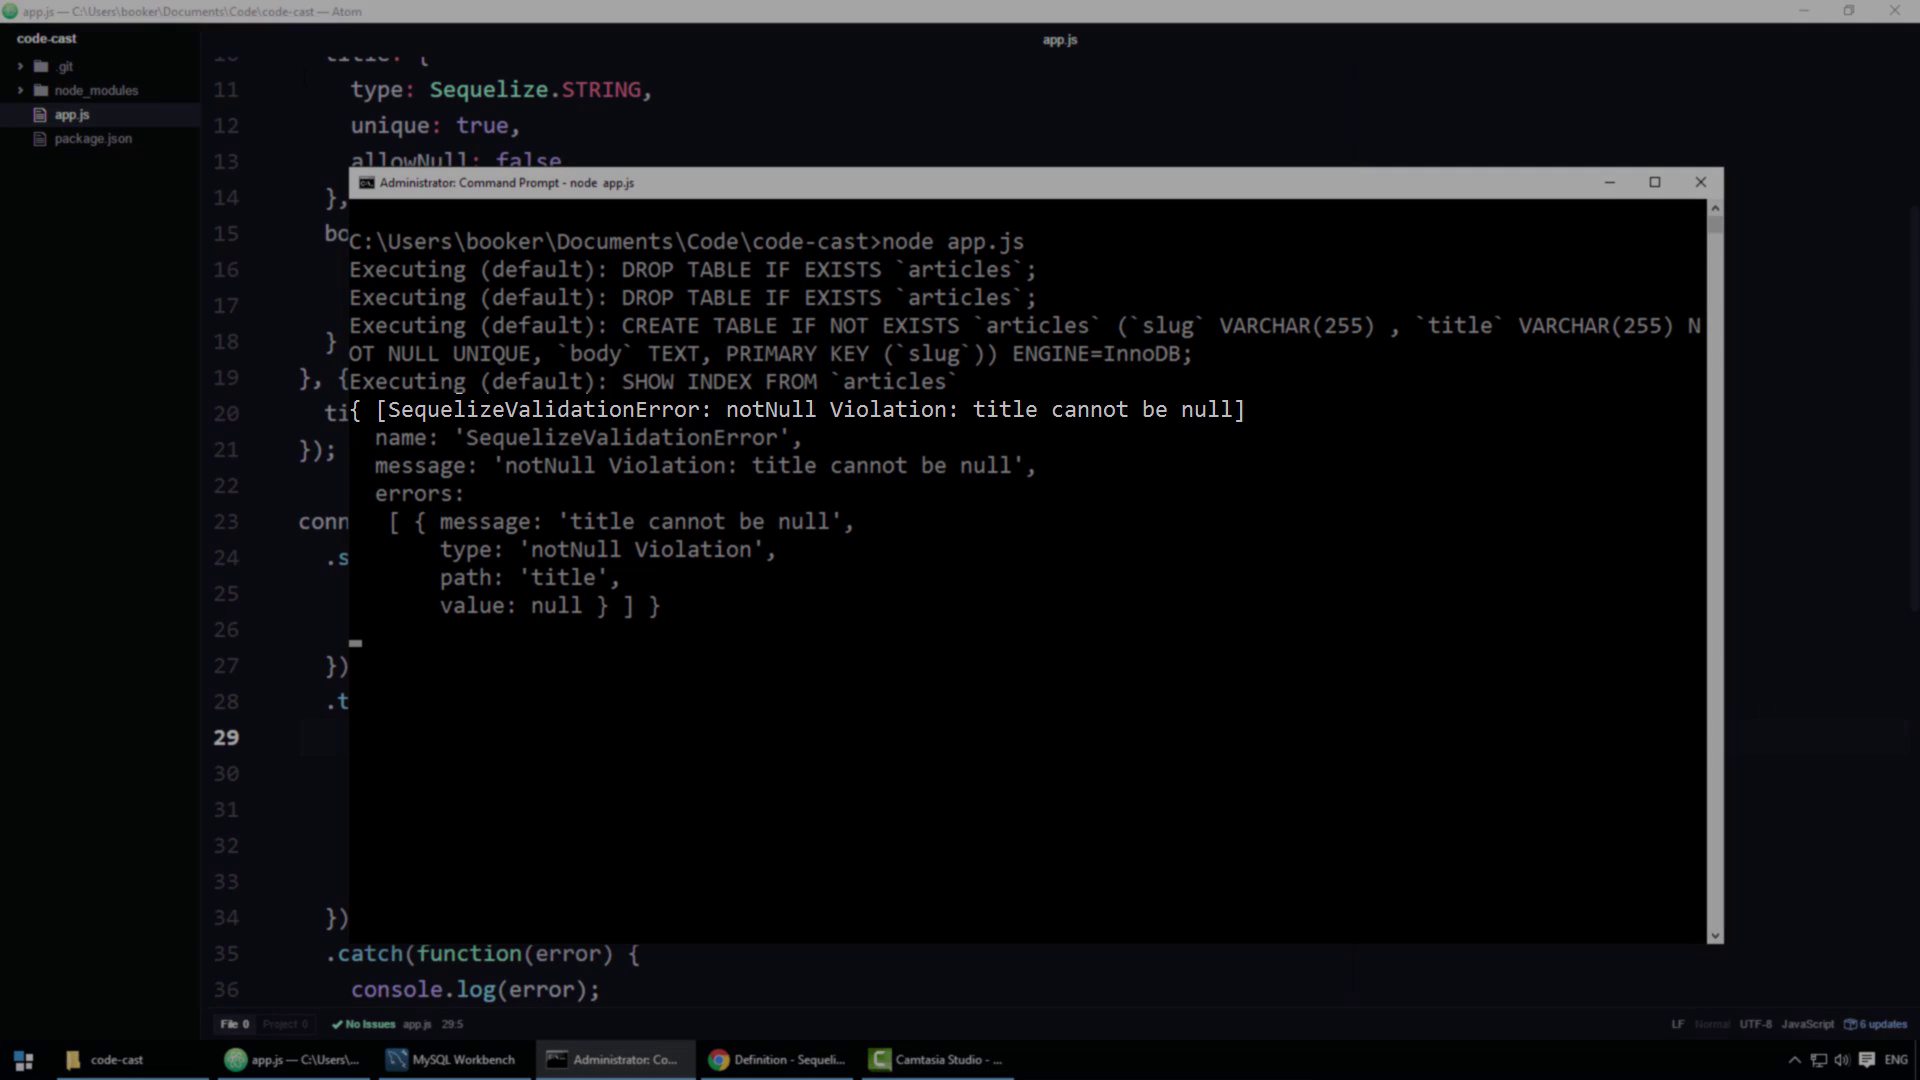 app.js — C:\Users\booker\Documents\Code\code-cast — Atom
code-cast
.git
node_modules
app.js
package.json
app.js
10 title: {
11 type: Sequelize.STRING,
12 unique: true,
13 allowNull: false
14 },
15 bo
16
17
18 }
19 }, {
20 ti
21 });
22
23 conn
24 .s
25
26
27 })
28 .t
29
30
31
32
33
34 })
35 .catch(function(error) {
36 console.log(error);
Administrator: Command Prompt - node  app.js
C:\Users\booker\Documents\Code\code-cast>node app.js
Executing (default): DROP TABLE IF EXISTS `articles`;
Executing (default): DROP TABLE IF EXISTS `articles`;
Executing (default): CREATE TABLE IF NOT EXISTS `articles` (`slug` VARCHAR(255) , `title` VARCHAR(255) N
OT NULL UNIQUE, `body` TEXT, PRIMARY KEY (`slug`)) ENGINE=InnoDB;
Executing (default): SHOW INDEX FROM `articles`
{ [SequelizeValidationError: notNull Violation: title cannot be null]
name: 'SequelizeValidationError',
message: 'notNull Violation: title cannot be null',
errors:
[ { message: 'title cannot be null',
type: 'notNull Violation',
path: 'title',
value: null } ] }
File 0 Project 0 No Issues app.js 29:5
LF Normal UTF-8 JavaScript 6 updates
code-cast
app.js — C:\Users\...
MySQL Workbench
Administrator: Co...
Definition - Sequeli...
Camtasia Studio - ...
ENG